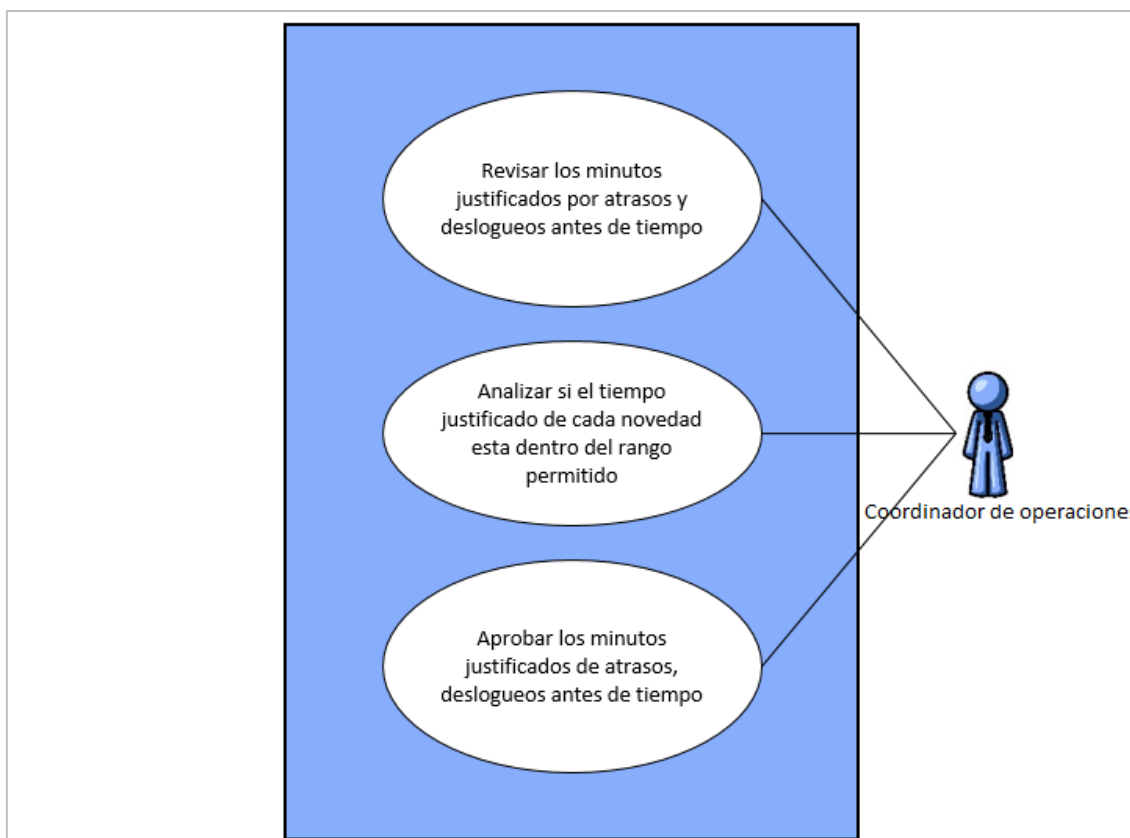 Revisar los minutos
justificados por atrasos y
deslogueos antes de tiempo
Analizar si el tiempo
justificado de cada novedad
esta dentro del rango
permitido
Coordinador de operacione
Aprobar los minutos
justificados de atrasos,
deslogueos antes de tiempo